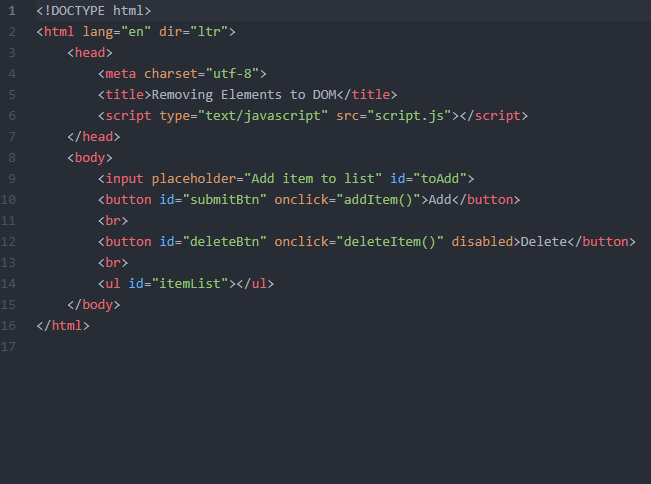 1 <!DOCTYPE html>
2 <html lang="en" dir="ltr">
3     <head>
4         <meta charset="utf-8">
5         <title>Removing Elements to DOM</title>
6         <script type="text/javascript" src="script.js"></script>
7     </head>
8     <body>
9         <input placeholder="Add item to list" id="toAdd">
10         <button id="submitBtn" onclick="addItem()">Add</button>
11         <br>
12         <button id="deleteBtn" onclick="deleteItem()" disabled>Delete</button>
13         <br>
14         <ul id="itemList"></ul>
15     </body>
16 </html>
17